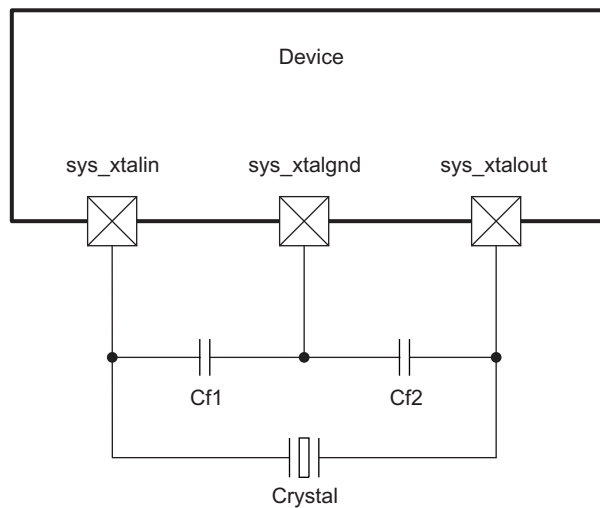 Device
sys_xtalin
sys_xtalgnd
sys_xtalout
Cf1
Cf2
Crystal